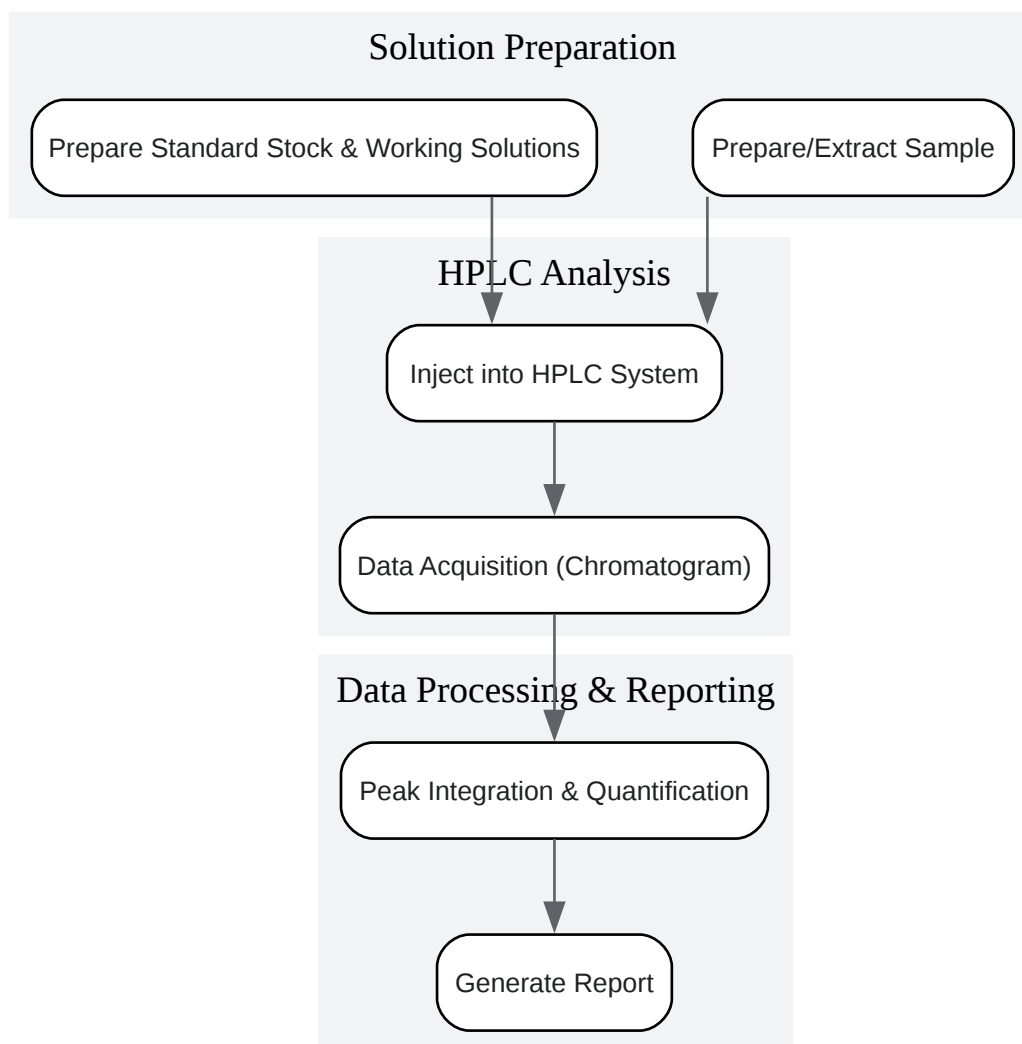 Solution Preparation
Prepare Standard Stock & Working Solutions
Prepare/Extract Sample
HPLC Analysis
Inject into HPLC System
Data Acquisition (Chromatogram)
Data Processing & Reporting
Peak Integration & Quantification
Generate Report